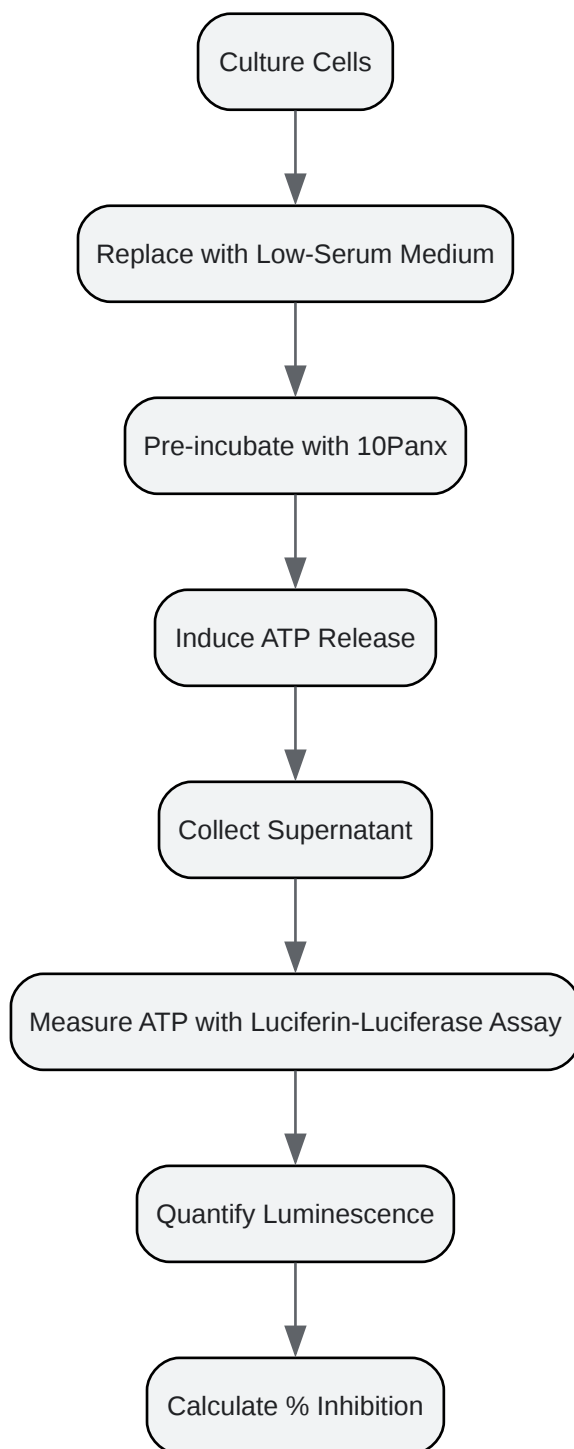 Culture Cells
Replace with Low-Serum Medium
Pre-incubate with 10Panx
Induce ATP Release
Collect Supernatant
Measure ATP with Luciferin-Luciferase Assay
Quantify Luminescence
Calculate % Inhibition